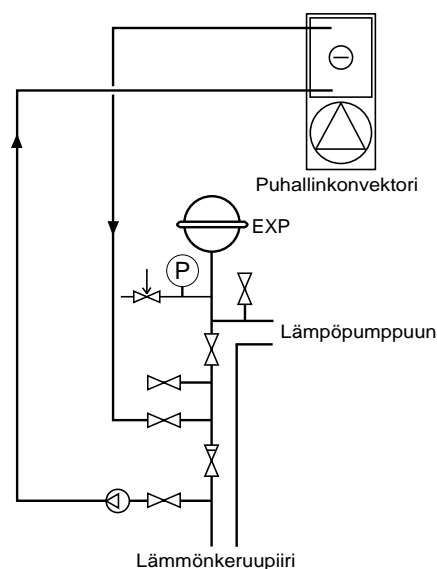 Puhallinkonvektori
EXP
P
Lämpöpumppuun
Lämmönkeruupiiri